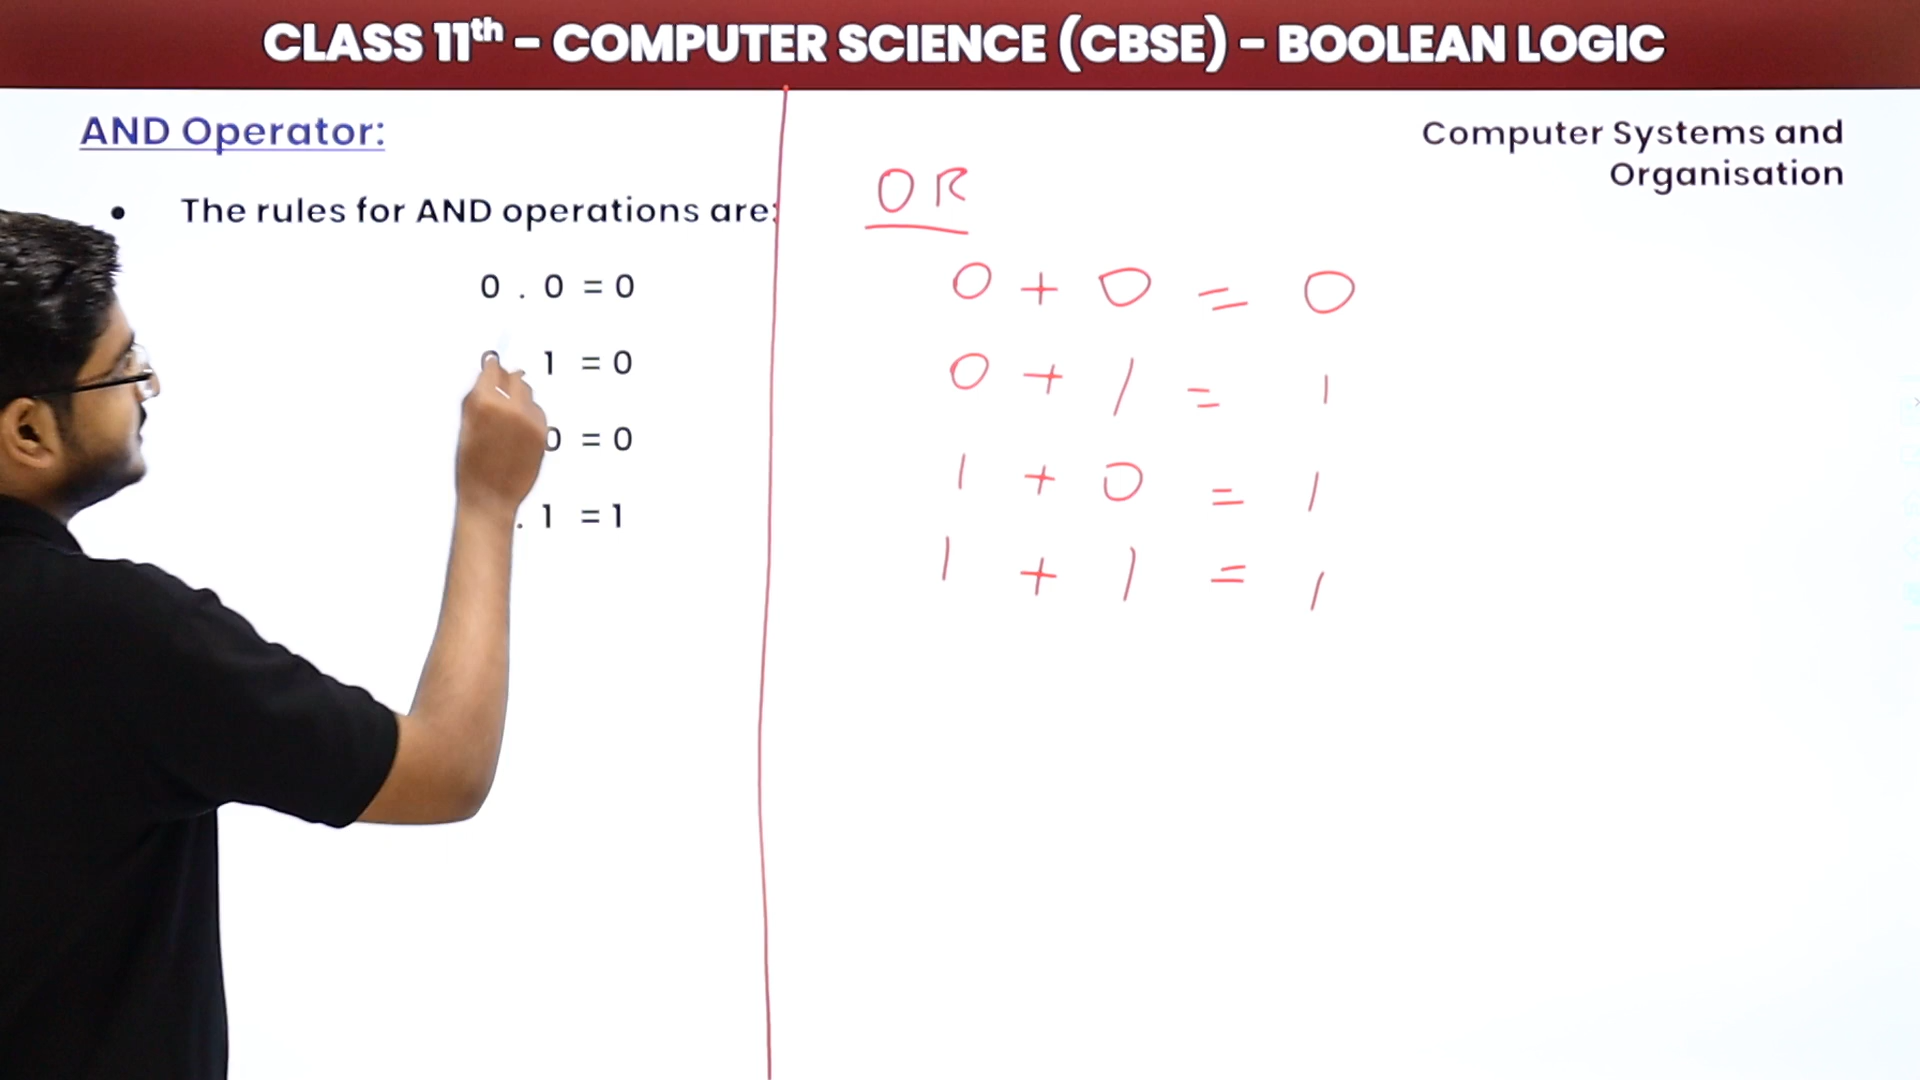 CLASS 11th - COMPUTER SCIENCE (CBSE) - BOOLEAN LOGIC
AND Operator:
• The rules for AND operations are:
0 . 0 = 0
. 1 = 0
0 = 0
. 1 = 1
Computer Systems and
Organisation
OR
0 + 0 = 0
0 + 1 = 1
1 + 0 = 1
1 + 1 = 1